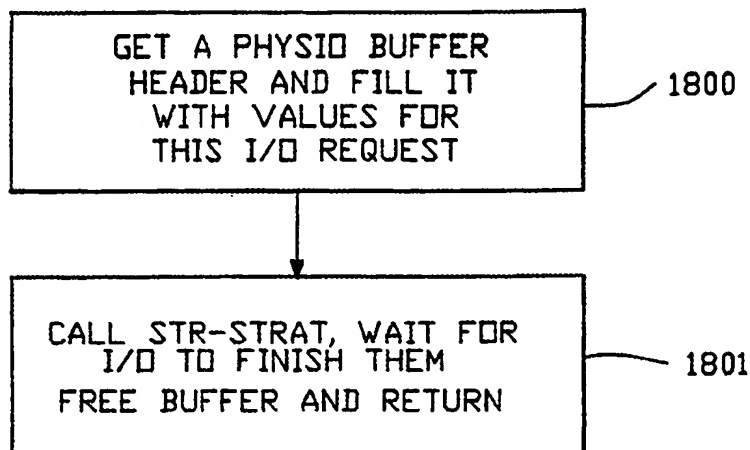 GET A PHYSIO BUFFER
HEADER AND FILL IT
WITH VALUES FOR
THIS I/O REQUEST
1800
CALL STR-STRAT, WAIT FOR
I/O TO FINISH THEM
FREE BUFFER AND RETURN
1801